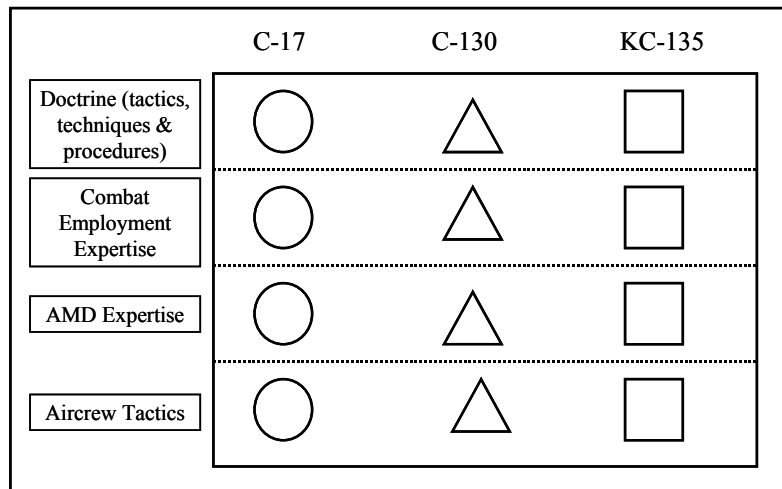 C-17 C-130 KC-135
Doctrine (tactics,
techniques &
procedures)
Combat
Employment
Expertise
AMD Expertise
Aircrew Tactics